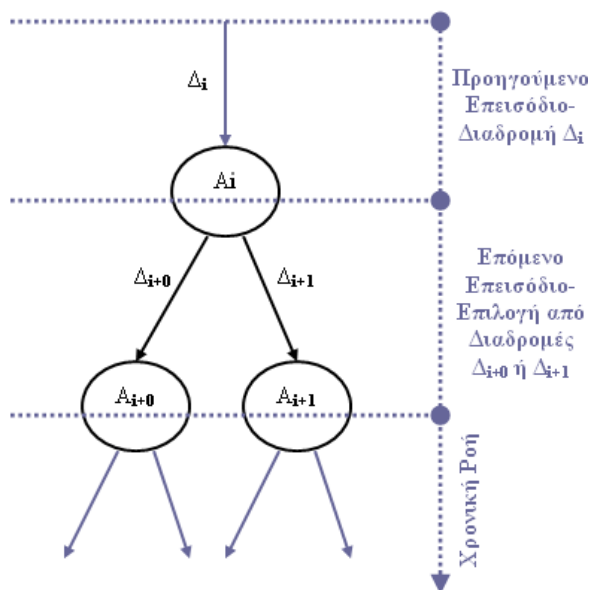 Δi
Προηγούμενο
Επεισόδιο-
Διαδρομή Δi
Ai
Δi+0
Δi+1
Επόμενο
Επεισόδιο-
Επιλογή από
Διαδρομές
Δi+0 ή Δi+1
Ai+0
Ai+1
Χρονική Ροή